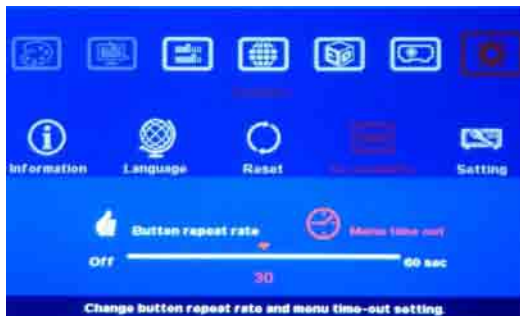 Information
Language
Reset
Setting
Button repeat rate
Menu time out
Off
60 sec
30
Change button repeat rate and menu time-out setting